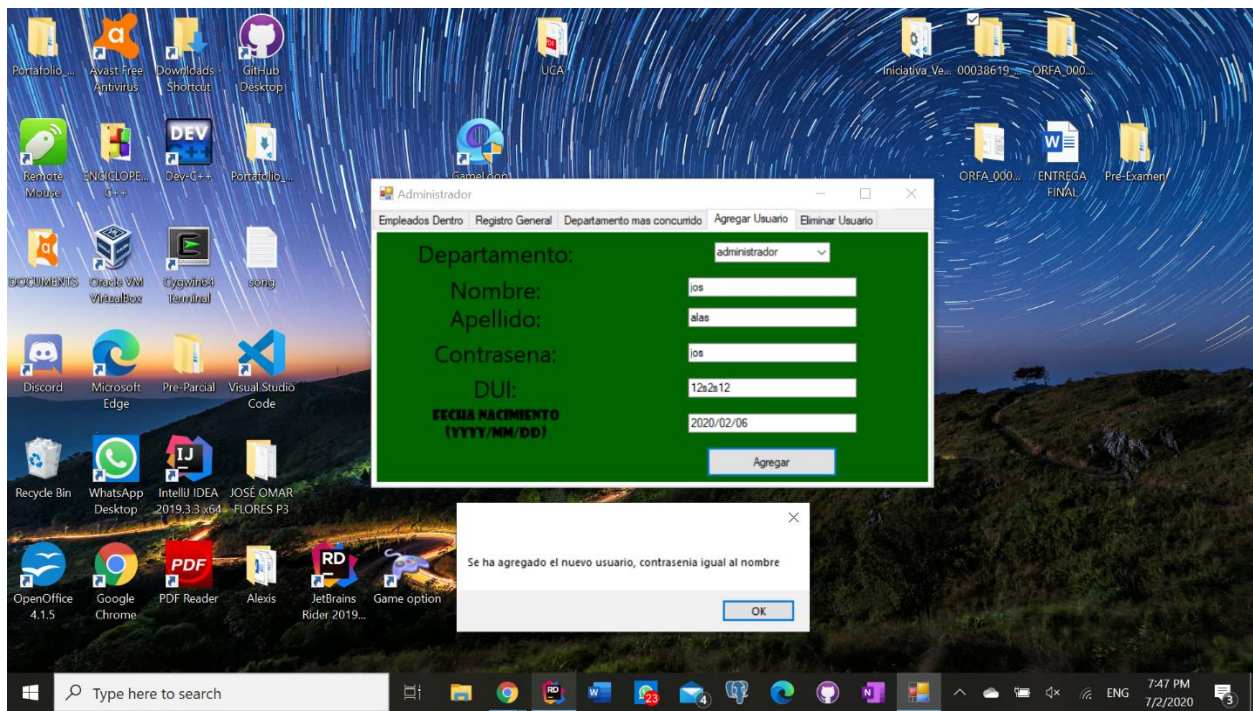 Portafolio_...
Avast Free
Antivirus
Downloads -
Shortcut
GitHub
Desktop
UCA
Iniciativa_Ve...
00038619_...
ORFA_000...
Remote
Mouse
ENCICLOPE...
C++
DEV
C++
Dev-C++
Portafolio_...
GameLoop
ORFA_000...
ENTREGA
FINAL
Pre-Examen
DOCUMENTS
Oracle VM
VirtualBox
Cygwin64
Terminal
song
Discord
Microsoft
Edge
Pre-Parcial
Visual Studio
Code
Recycle Bin
WhatsApp
Desktop
IJ
IntelliJ IDEA
2019.3.3 x64
JOSÉ OMAR
FLORES P3
OpenOffice
4.1.5
Google
Chrome
PDF
PDF Reader
Alexis
RD
JetBrains
Rider 2019...
Game option
Administrador
Empleados Dentro
Registro General
Departamento mas concurrido
Agregar Usuario
Eliminar Usuario
Departamento:
administrador
Nombre:
jos
Apellido:
alas
Contrasena:
jos
DUI:
12s2s12
FECHA NACIMIENTO
(YYYY/MM/DD)
2020/02/06
Agregar
Se ha agregado el nuevo usuario, contrasenia igual al nombre
OK
Type here to search
RD
W
23
4
N
ENG
7:47 PM
7/2/2020
3